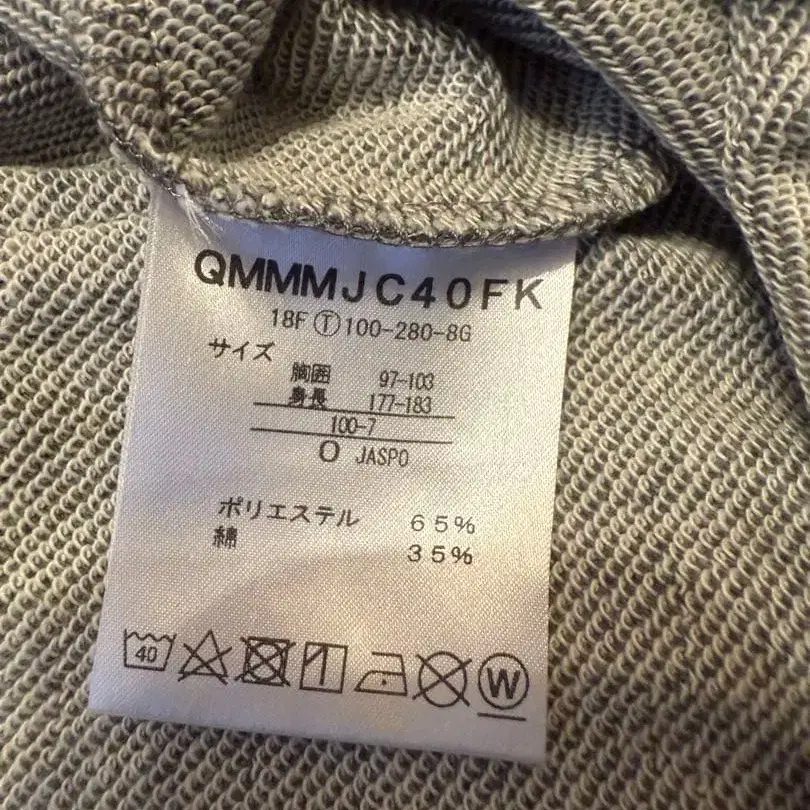 QMMMJC40FK
18F Ⓣ100-280-8G
サイズ
胸囲 97-103
身長 177-183
100-7
O JASPO
ポリエステル 65%
綿 35%
40
W